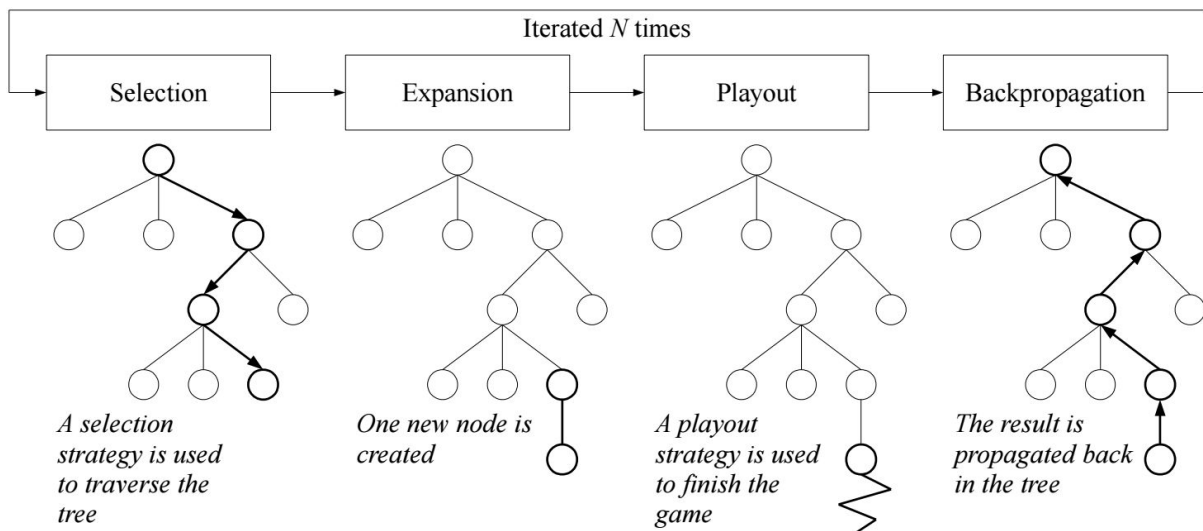 Iterated N times
Selection
Expansion
Playout
Backpropagation
A selection
strategy is used
to traverse the
tree
One new node is
created
A playout
strategy is used
to finish the
game
The result is
propagated back
in the tree